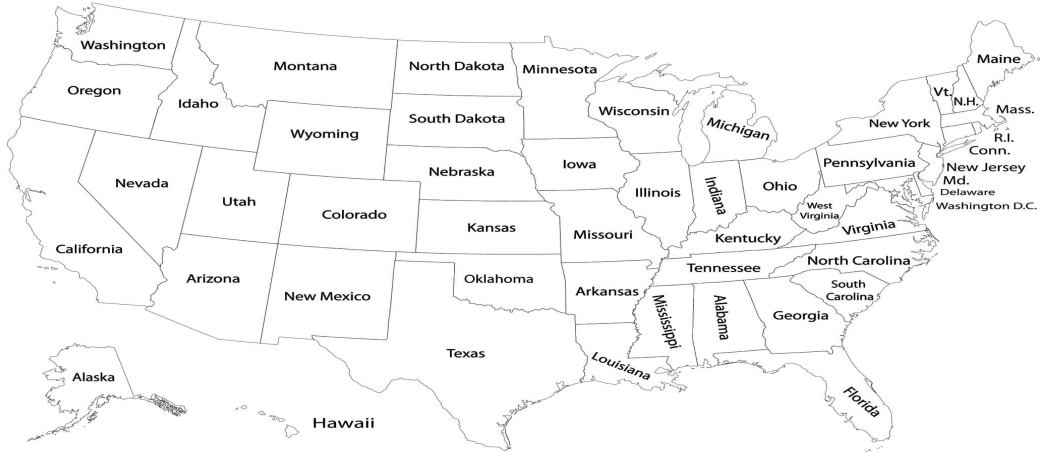 Washington
Montana
North Dakota
Minnesota
Maine
Oregon
Idaho
Vt.
N.H.
Wisconsin
Mass.
Wyoming
South Dakota
Michigan
New York
R.I.
Conn.
Iowa
Pennsylvania
New Jersey
Nebraska
Md.
Nevada
Illinois
Indiana
Ohio
Delaware
Utah
Colorado
West
Virginia
Washington D.C.
Kansas
Missouri
Kentucky
Virginia
California
Arizona
Oklahoma
Tennessee
North Carolina
New Mexico
Arkansas
South
Carolina
Mississippi
Alabama
Georgia
Texas
Louisiana
Alaska
Florida
Hawaii